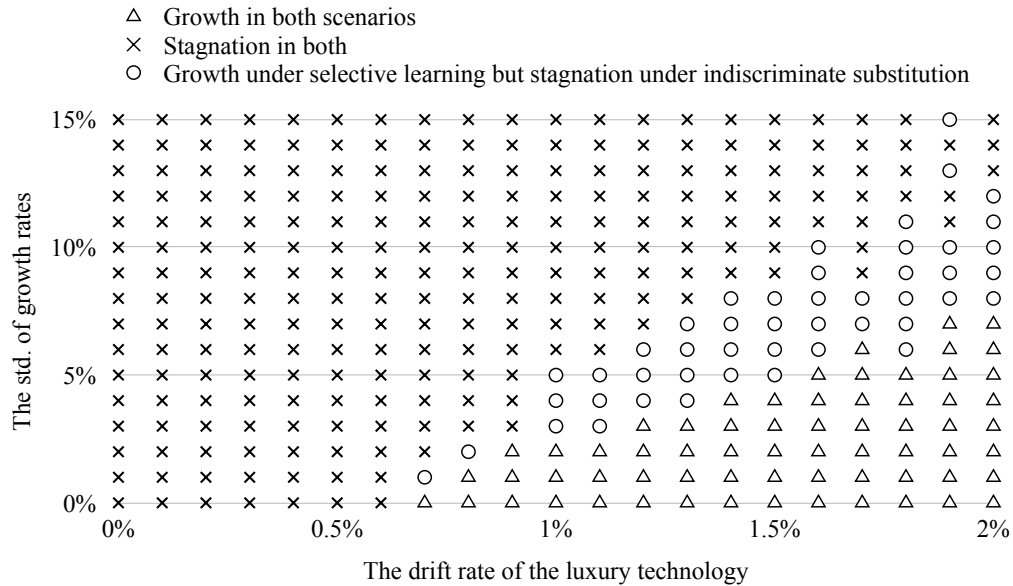 Growth in both scenarios
Stagnation in both
Growth under selective learning but stagnation under indiscriminate substitution
15%
10%
5%
0%
The std. of growth rates
0% 0.5% 1% 1.5% 2%
The drift rate of the luxury technology